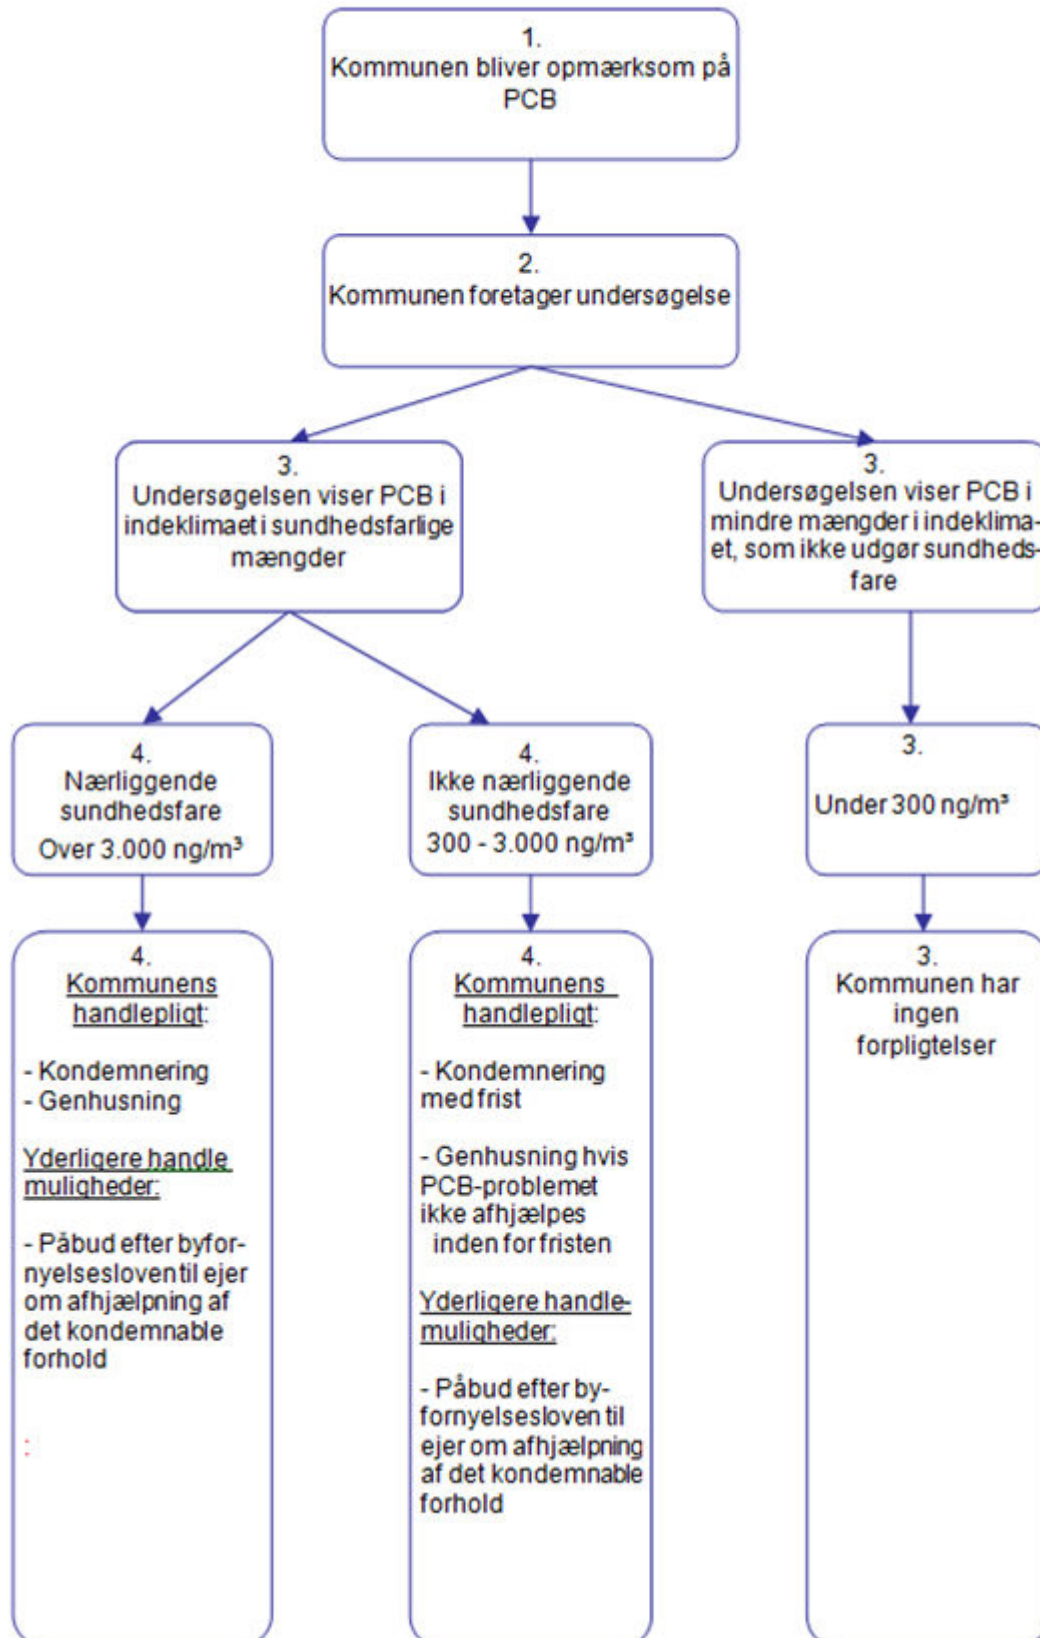 1.
Kommunen bliver opmærksom på
PCB
2.
Kommunen foretager undersøgelse
3.
Undersøgelsen viser PCB i
indeklimaet i sundhedsfarlige
mængder
3.
Undersøgelsen viser PCB i
mindre mængder i indeklima-
et, som ikke udgør sundheds-
fare
4.
Nærliggende
sundhedsfare
Over 3.000 ng/m³
4.
Ikke nærliggende
sundhedsfare
300 - 3.000 ng/m³
3.
Under 300 ng/m³
4.
Kommunens
handlepligt:
- Kondemnering
- Genhusning
Yderligere handle
muligheder:
- Påbud efter byfor-
nyelsesloven til ejer
om afhjælpning af
det kondemnable
forhold
:
4.
Kommunens
handlepligt:
- Kondemnering
med frist
- Genhusning hvis
PCB-problemet
ikke afhjælpes
inden for fristen
Yderligere handle-
muligheder:
- Påbud efter by-
fornyelsesloven til
ejer om afhjælpning
af det kondemnable
forhold
3.
Kommunen har
ingen
forpligtelser